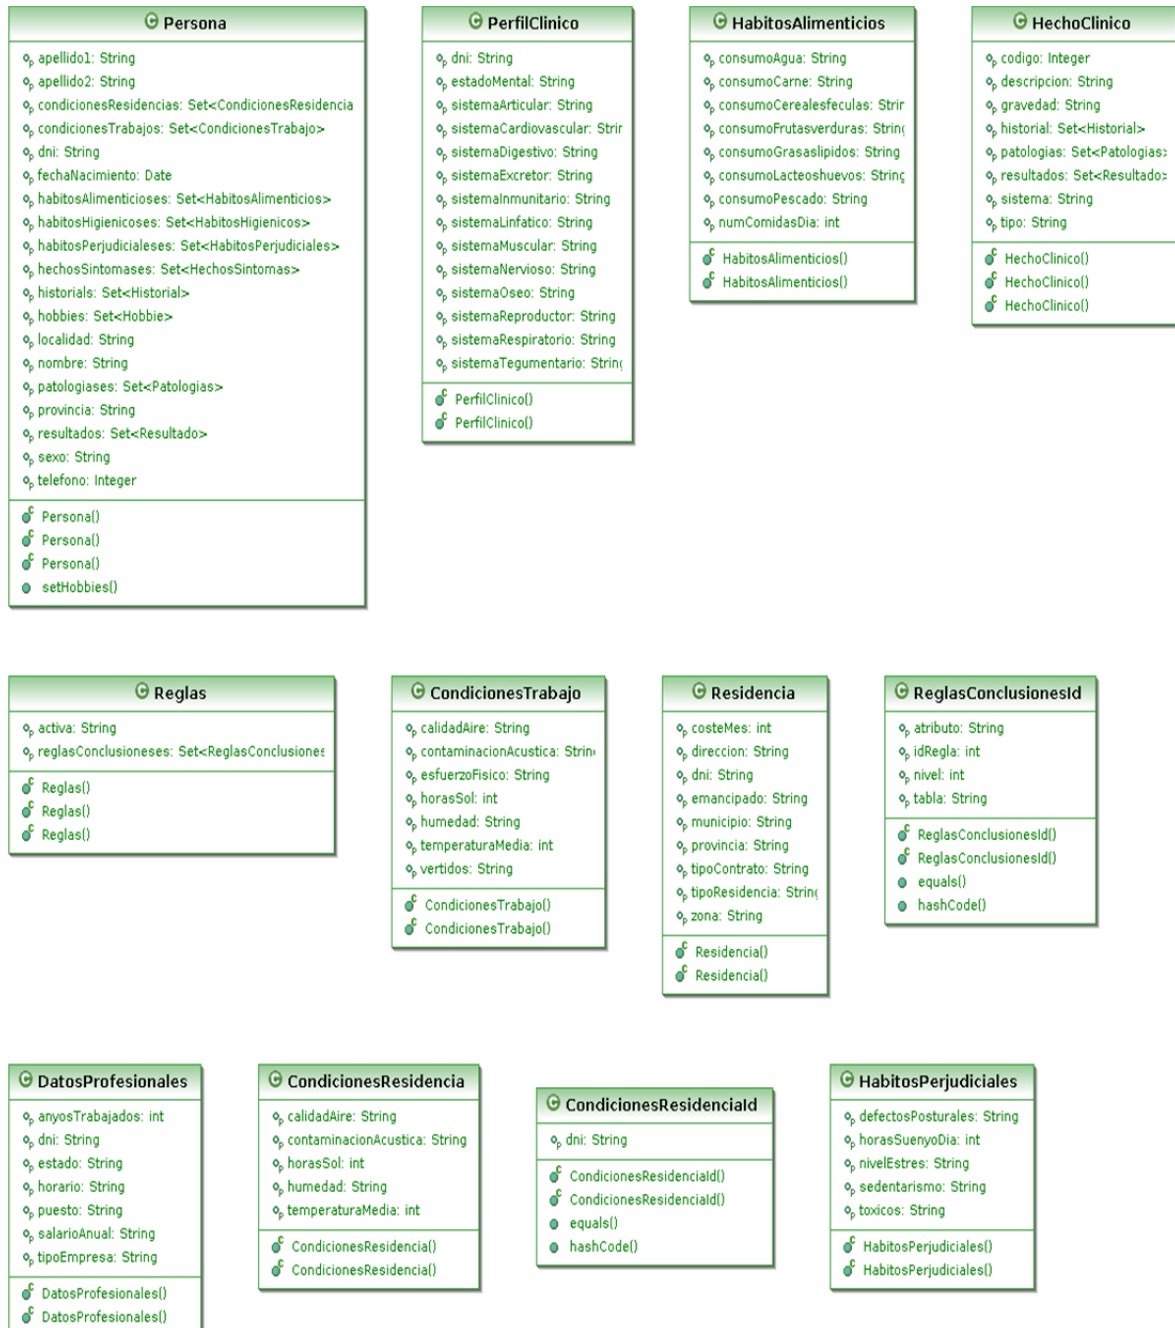 Persona
apellido1: String
apellido2: String
condicionesResidencias: Set<CondicionesResidencia
condicionesTrabajos: Set<CondicionesTrabajo>
dni: String
fechaNacimiento: Date
habitosAlimenticioses: Set<HabitosAlimenticios>
habitosHigienicoses: Set<HabitosHigienicos>
habitosPerjudicialeses: Set<HabitosPerjudiciales>
hechosSintomases: Set<HechosSintomas>
historials: Set<Historial>
hobbies: Set<Hobbie>
localidad: String
nombre: String
patologiases: Set<Patologias>
provincia: String
resultados: Set<Resultado>
sexo: String
telefono: Integer
Persona()
Persona()
Persona()
setHobbies()
PerfilClinico
dni: String
estadoMental: String
sistemaArticular: String
sistemaCardiovascular: Strin
sistemaDigestivo: String
sistemaExcretor: String
sistemaInmunitario: String
sistemaLinfatico: String
sistemaMuscular: String
sistemaNervioso: String
sistemaOseo: String
sistemaReproductor: String
sistemaRespiratorio: String
sistemaTegumentario: String
PerfilClinico()
PerfilClinico()
HabitosAlimenticios
consumoAgua: String
consumoCarne: String
consumoCerealesfeculas: Strin
consumoFrutasverduras: String
consumoGrasaslipidos: String
consumoLacteoshuevos: String
consumoPescado: String
numComidasDia: int
HabitosAlimenticios()
HabitosAlimenticios()
HechoClinico
codigo: Integer
descripcion: String
gravedad: String
historial: Set<Historial>
patologias: Set<Patologias>
resultados: Set<Resultado>
sistema: String
tipo: String
HechoClinico()
HechoClinico()
HechoClinico()
Reglas
activa: String
reglasConclusioneses: Set<ReglasConclusiones
Reglas()
Reglas()
Reglas()
CondicionesTrabajo
calidadAire: String
contaminacionAcustica: String
esfuerzoFisico: String
horasSol: int
humedad: String
temperaturaMedia: int
vertidos: String
CondicionesTrabajo()
CondicionesTrabajo()
Residencia
costeMes: int
direccion: String
dni: String
emancipado: String
municipio: String
provincia: String
tipoContrato: String
tipoResidencia: String
zona: String
Residencia()
Residencia()
ReglasConclusionesId
atributo: String
idRegla: int
nivel: int
tabla: String
ReglasConclusionesId()
ReglasConclusionesId()
equals()
hashCode()
DatosProfesionales
anyosTrabajados: int
dni: String
estado: String
horario: String
puesto: String
salarioAnual: String
tipoEmpresa: String
DatosProfesionales()
DatosProfesionales()
CondicionesResidencia
calidadAire: String
contaminacionAcustica: String
horasSol: int
humedad: String
temperaturaMedia: int
CondicionesResidencia()
CondicionesResidencia()
CondicionesResidenciaId
dni: String
CondicionesResidenciaId()
CondicionesResidenciaId()
equals()
hashCode()
HabitosPerjudiciales
defectosPosturales: String
horasSuenyoDia: int
nivelEstres: String
sedentarismo: String
toxicos: String
HabitosPerjudiciales()
HabitosPerjudiciales()